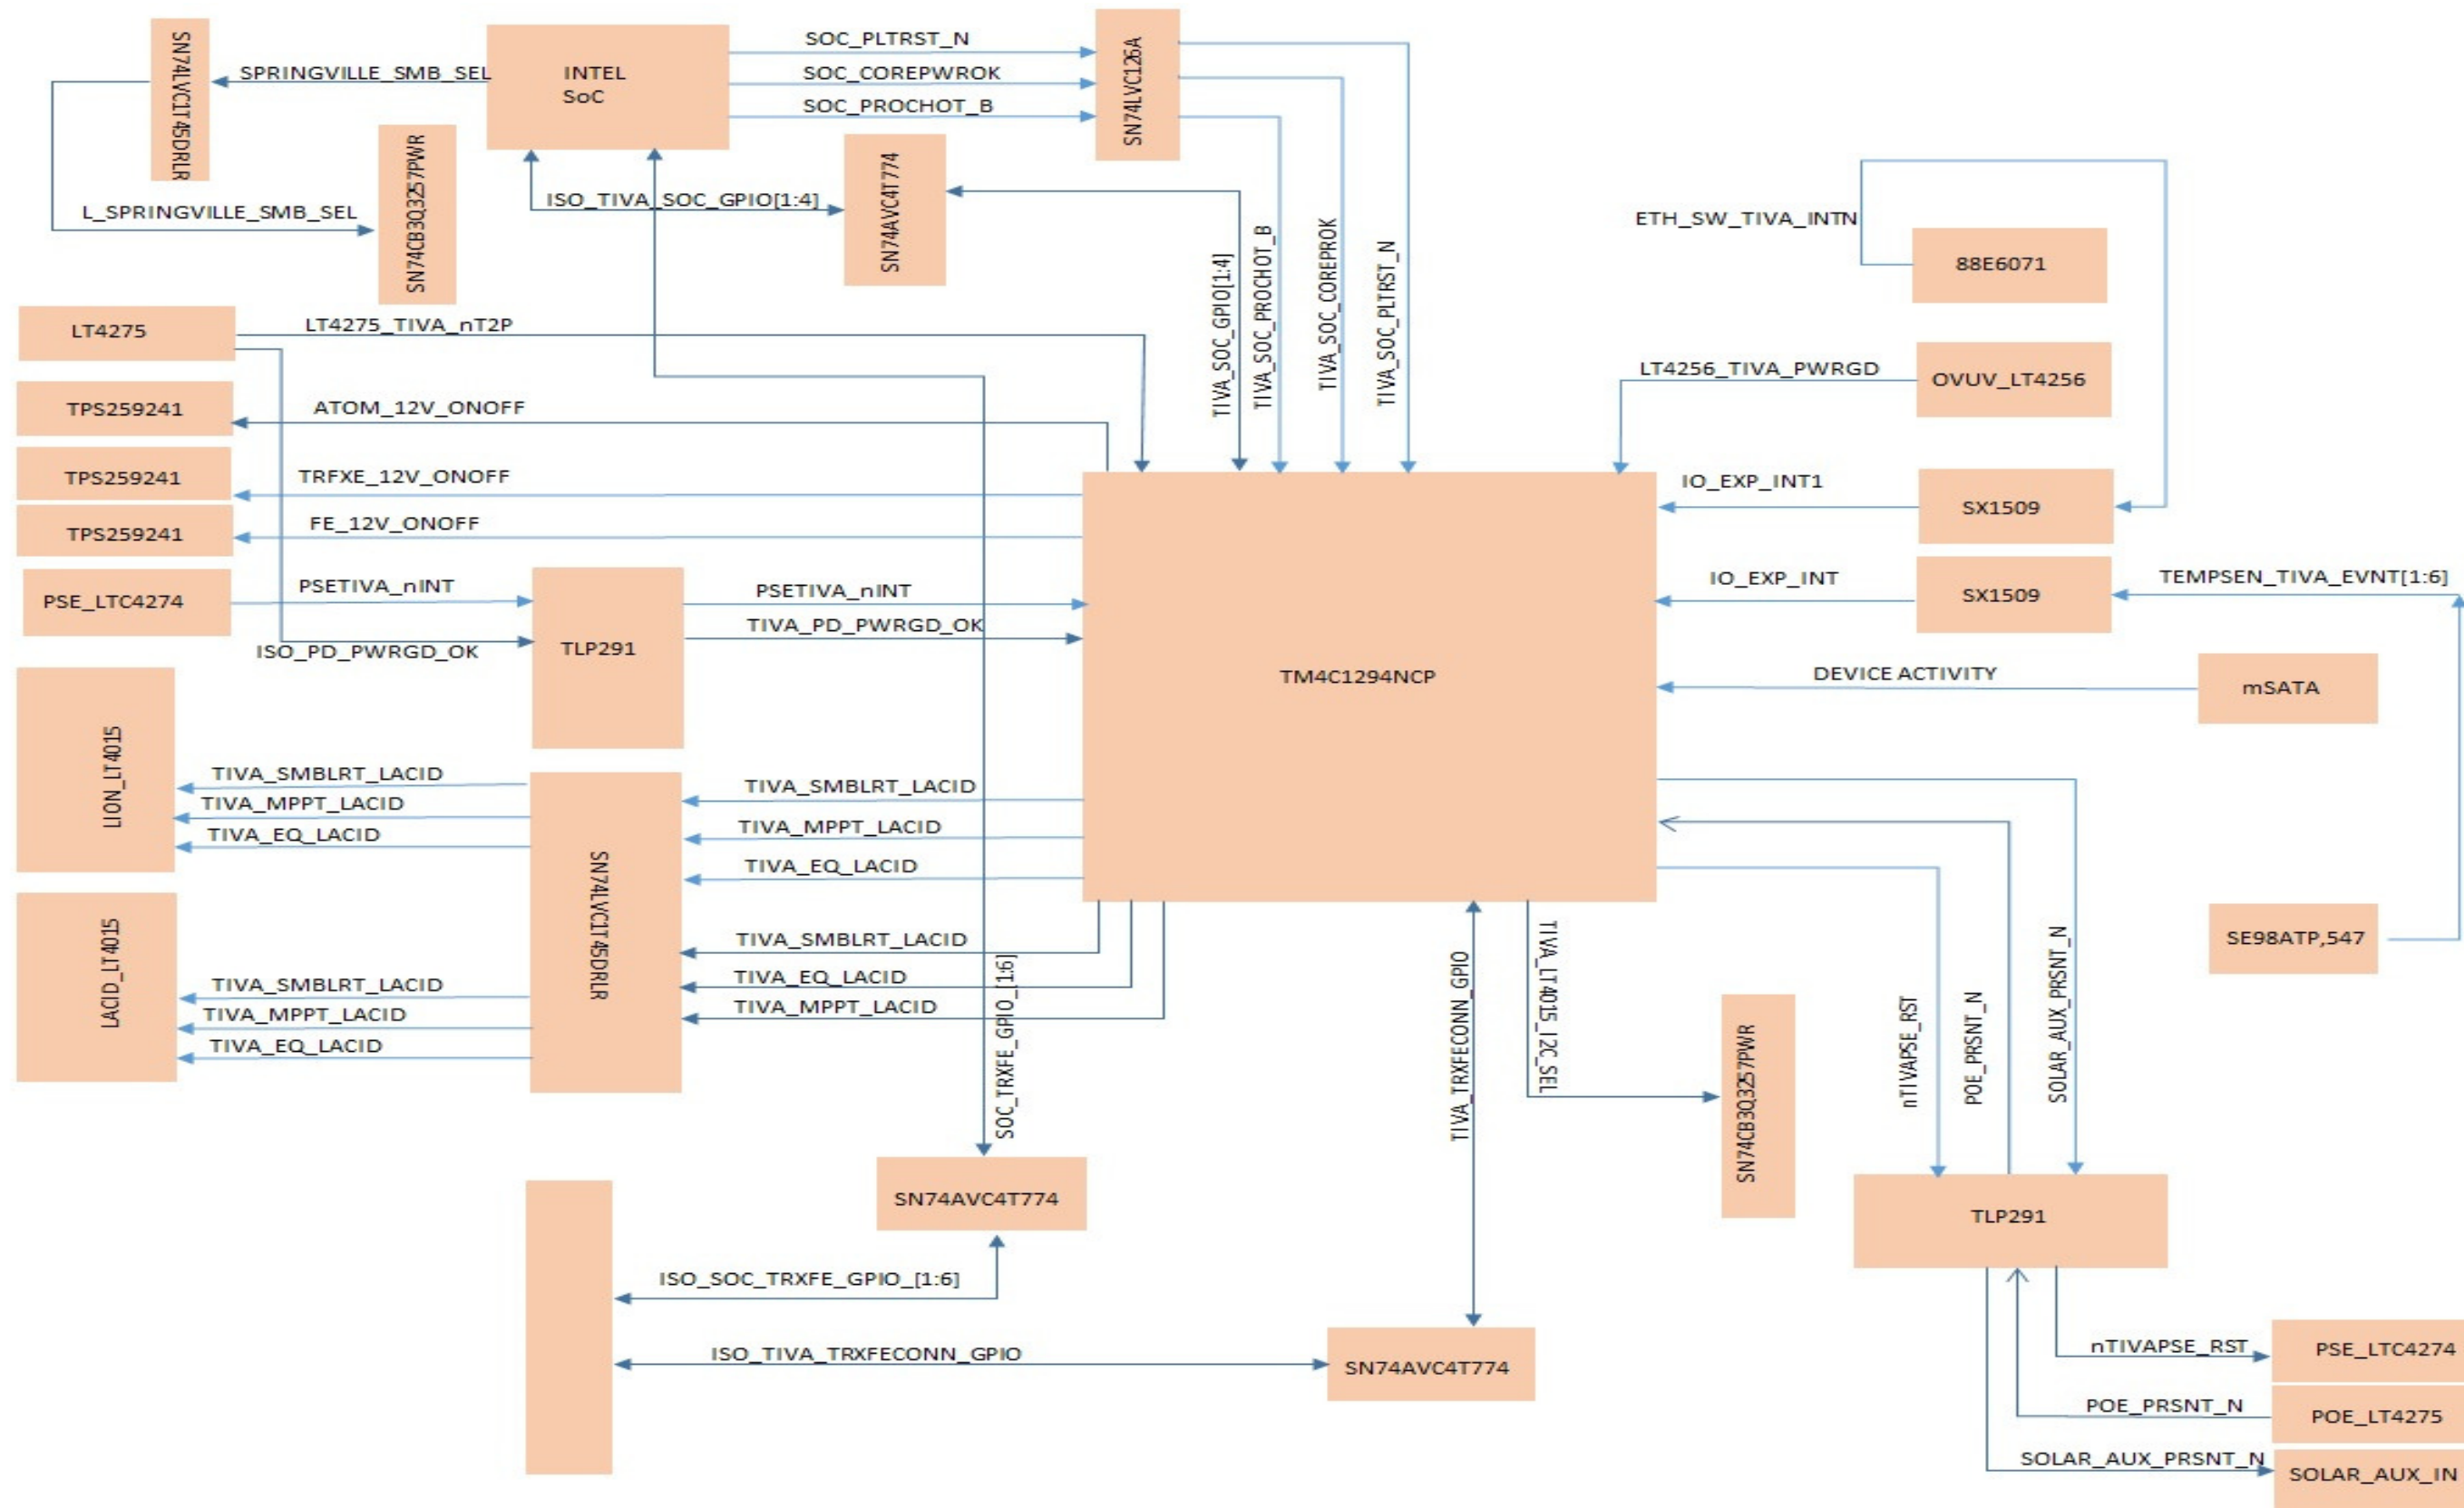 SN74LVC1T45DRLR
SPRINGVILLE_SMB_SEL
INTEL
SoC
SOC_PLTRST_N
SOC_COREPWROK
SOC_PROCHOT_B
SN74LVC126A
L_SPRINGVILLE_SMB_SEL
SN74CB3Q3257PWR
ISO_TIVA_SOC_GPIO[1:4]
SN74AVC4T774
TIVA_SOC_GPIO[1:4]
TIVA_SOC_PROCHOT_B
TIVA_SOC_COREPROK
TIVA_SOC_PLTRST_N
ETH_SW_TIVA_INTN
88E6071
LT4275
LT4275_TIVA_nT2P
LT4256_TIVA_PWRGD
OVUV_LT4256
TPS259241
ATOM_12V_ONOFF
TPS259241
TRFXE_12V_ONOFF
IO_EXP_INT1
SX1509
TPS259241
FE_12V_ONOFF
PSE_LTC4274
PSETIVA_nINT
ISO_PD_PWRGD_OK
TLP291
PSETIVA_nINT
TIVA_PD_PWRGD_OK
IO_EXP_INT
SX1509
TEMPSEN_TIVA_EVNT[1:6]
TM4C1294NCP
DEVICE ACTIVITY
mSATA
LION_LT4015
TIVA_SMBLRT_LACID
TIVA_MPPT_LACID
TIVA_EQ_LACID
SN74LVC1T45DRLR
TIVA_SMBLRT_LACID
TIVA_MPPT_LACID
TIVA_EQ_LACID
TIVA_SMBLRT_LACID
TIVA_EQ_LACID
TIVA_MPPT_LACID
LACID_LT4015
TIVA_SMBLRT_LACID
TIVA_MPPT_LACID
TIVA_EQ_LACID
SOC_TRXFE_GPIO_[1:6]
TIVA_TRXFECONN_GPIO
TIVA_LT4015_I2C_SEL
SN74CB3Q3257PWR
nTIVAPSE_RST
POE_PRSNT_N
SOLAR_AUX_PRSNT_N
SE98ATP,547
SN74AVC4T774
ISO_SOC_TRXFE_GPIO_[1:6]
ISO_TIVA_TRXFECONN_GPIO
SN74AVC4T774
TLP291
nTIVAPSE_RST
PSE_LTC4274
POE_PRSNT_N
POE_LT4275
SOLAR_AUX_PRSNT_N
SOLAR_AUX_IN